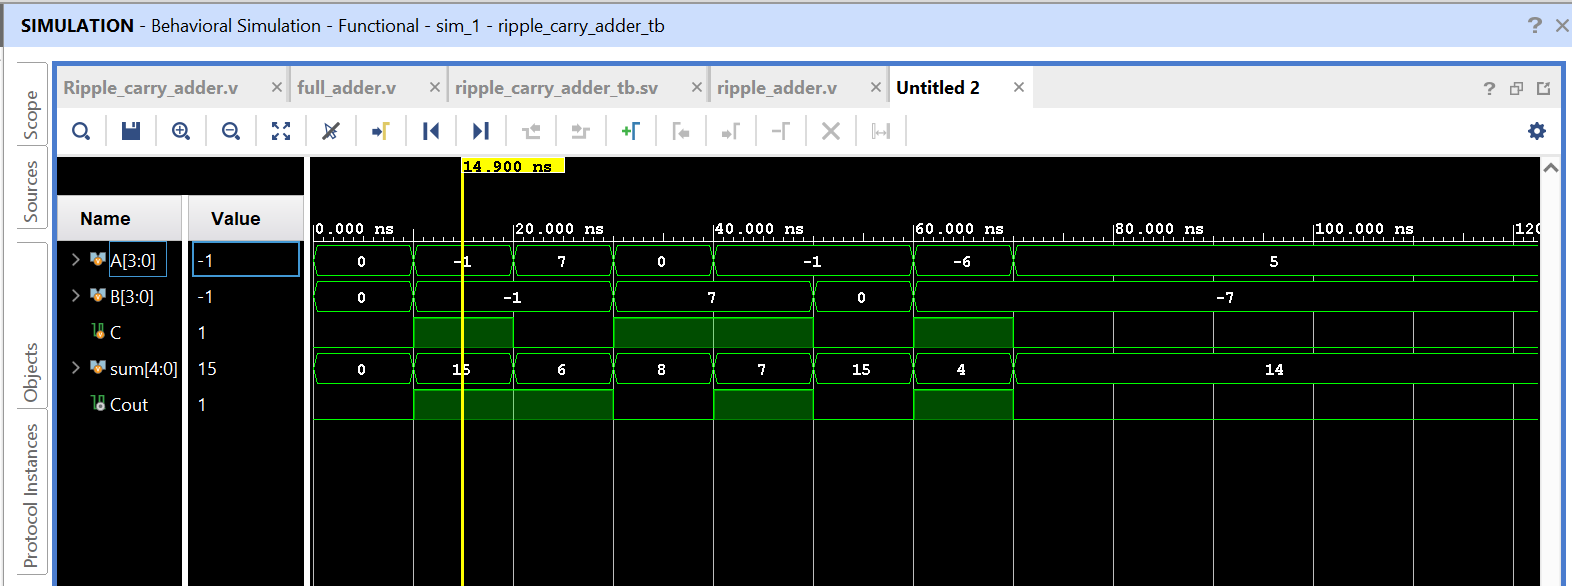 SIMULATION - Behavioral Simulation - Functional - sim_1 - ripple_carry_adder_tb
Scope
Sources
Objects
Protocol Instances
Ripple_carry_adder.v
full_adder.v
ripple_carry_adder_tb.sv
ripple_adder.v
Untitled 2
14.900 ns
Name Value
0.000 ns 20.000 ns 40.000 ns 60.000 ns 80.000 ns 100.000 ns 120
A[3:0] -1 0 -1 7 0 -1 -6 5
B[3:0] -1 0 -1 7 0 -7
C 1
sum[4:0] 15 0 15 6 8 7 15 4 14
Cout 1